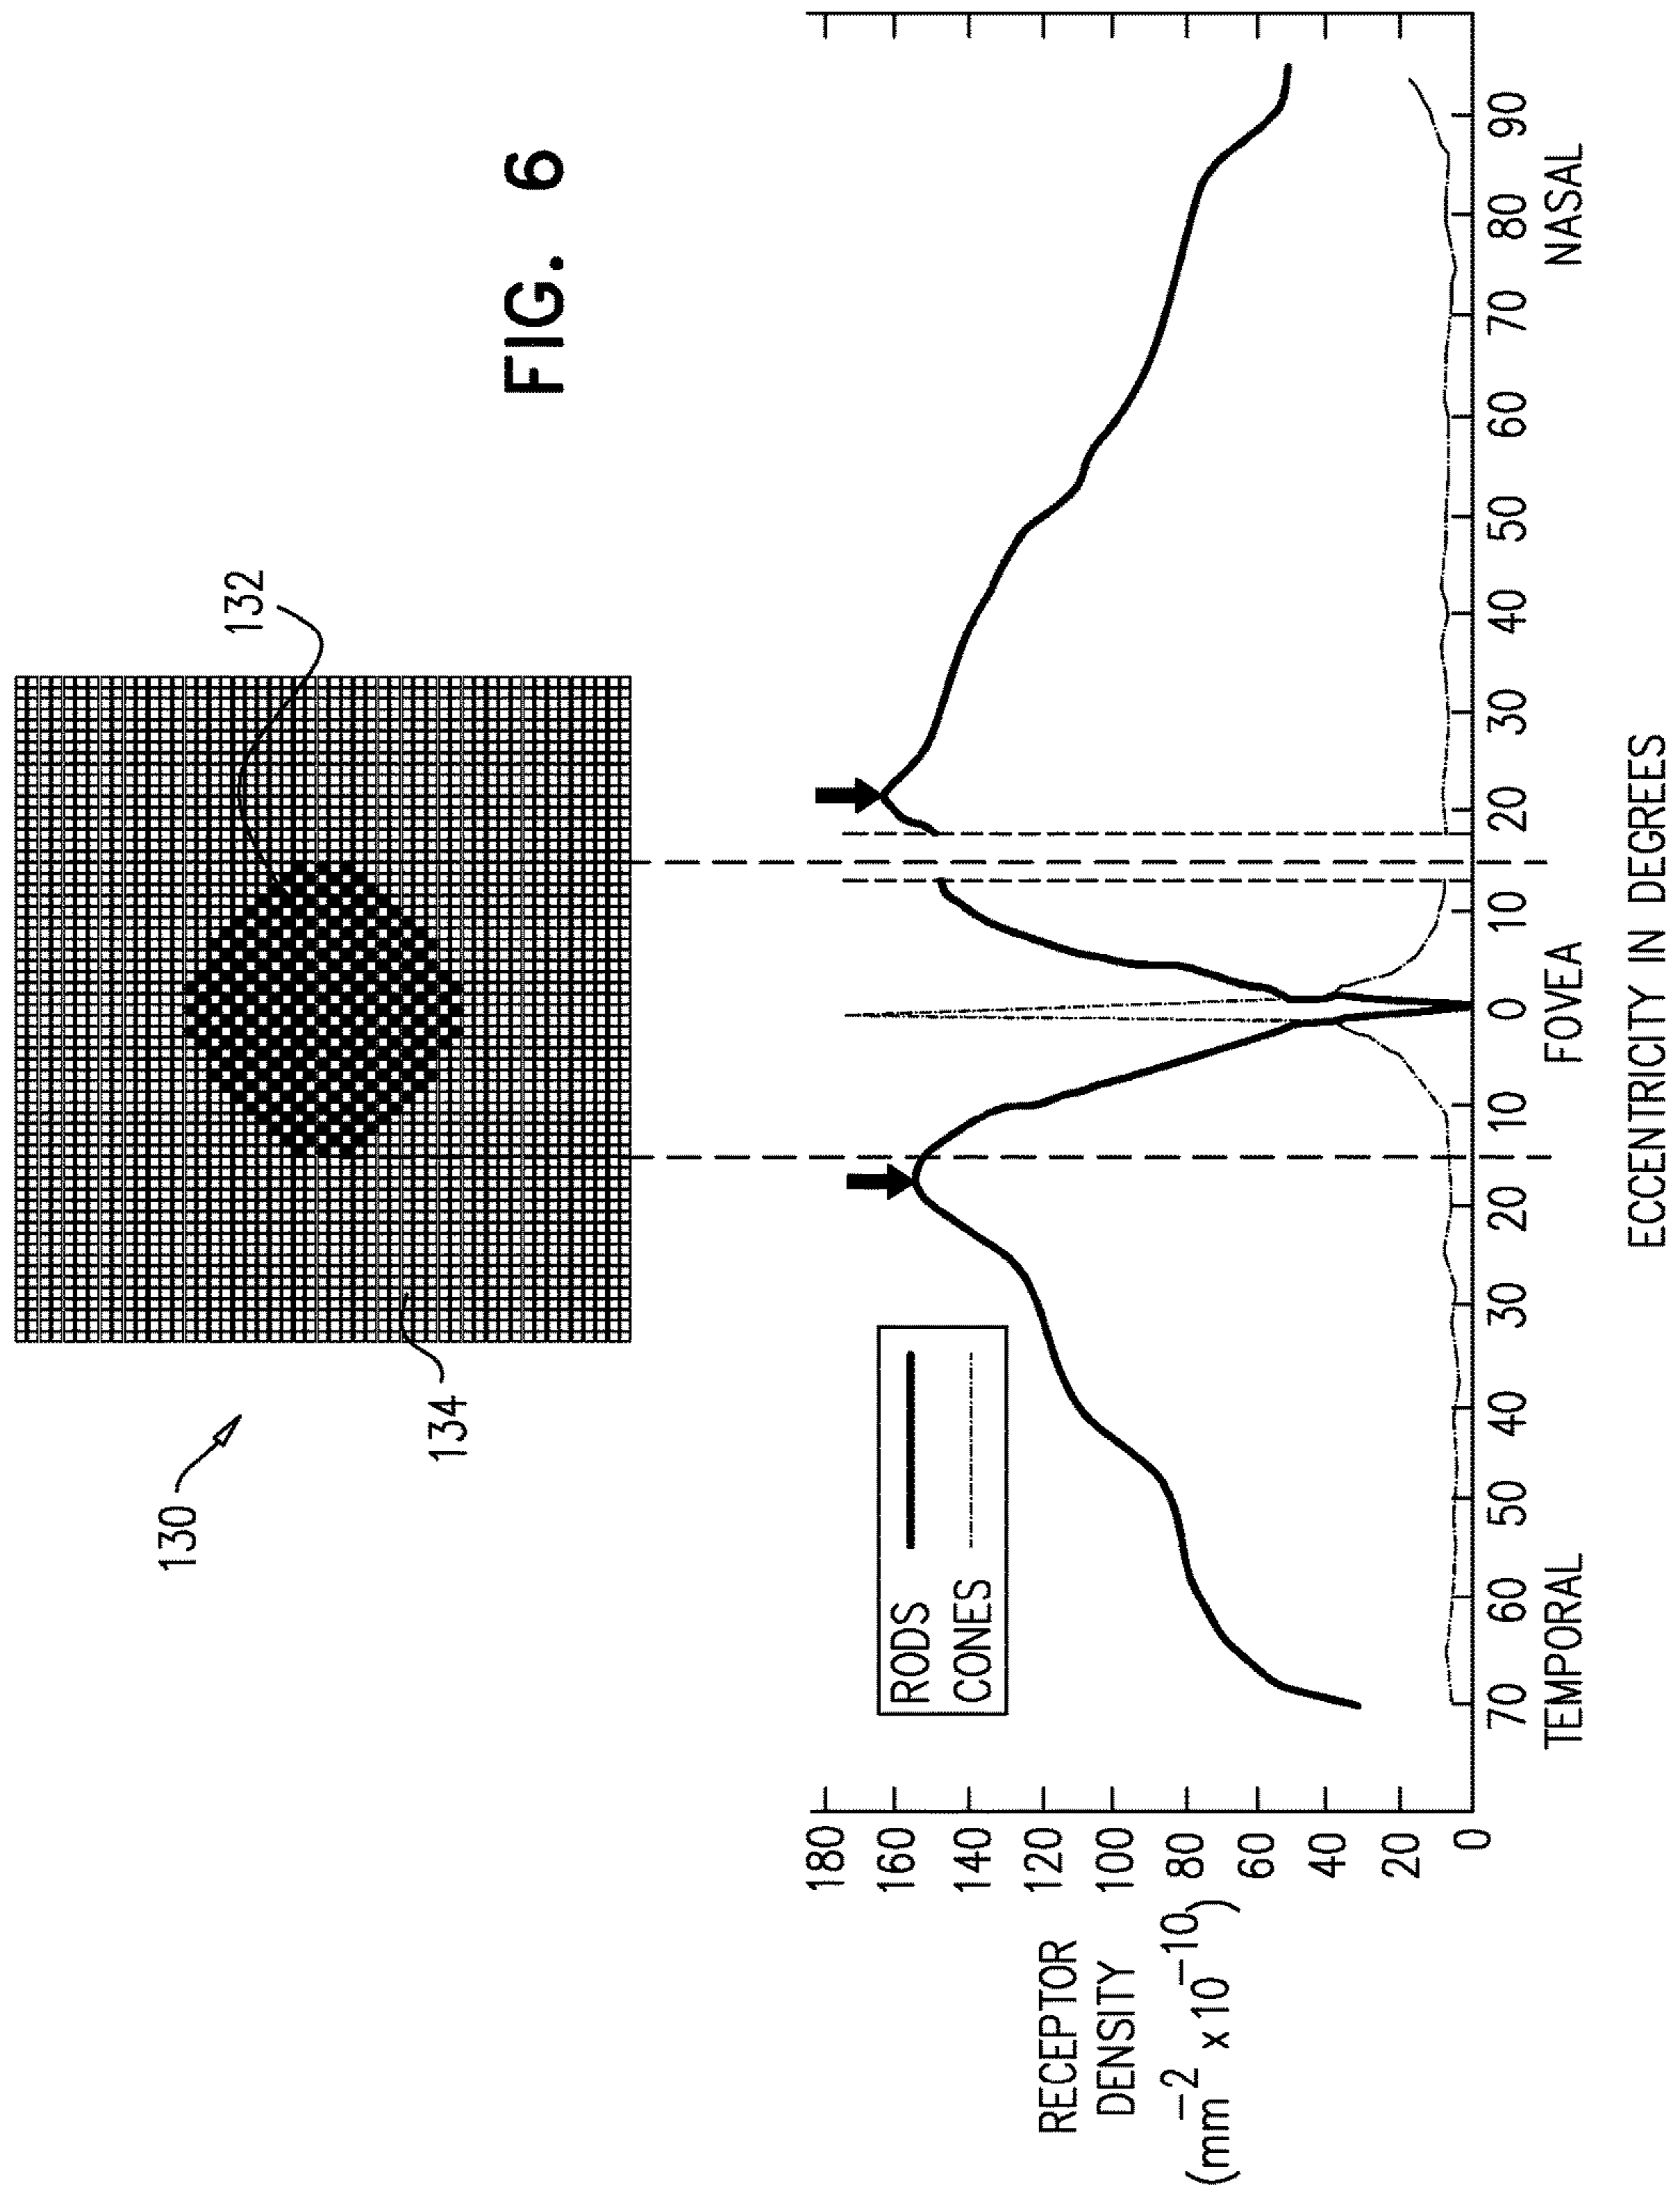 FIG. 6
130
132
134
RODS
CONES
RECEPTOR
DENSITY
(mm⁻² x 10⁻¹⁰)
180
160
140
120
100
80
60
40
20
0
70 60 50 40 30 20 10 0 10 20 30 40 50 60 70 80 90
TEMPORAL FOVEA NASAL
ECCENTRICITY IN DEGREES